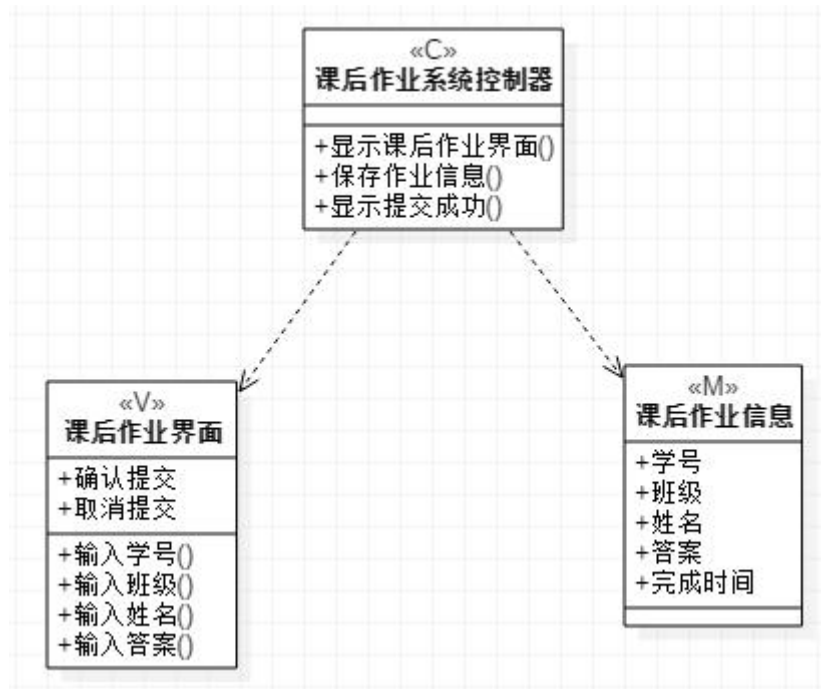 «C»
课后作业系统控制器
+显示课后作业界面()
+保存作业信息()
+显示提交成功()
«V»
课后作业界面
+确认提交
+取消提交
+输入学号()
+输入班级()
+输入姓名()
+输入答案()
«M»
课后作业信息
+学号
+班级
+姓名
+答案
+完成时间